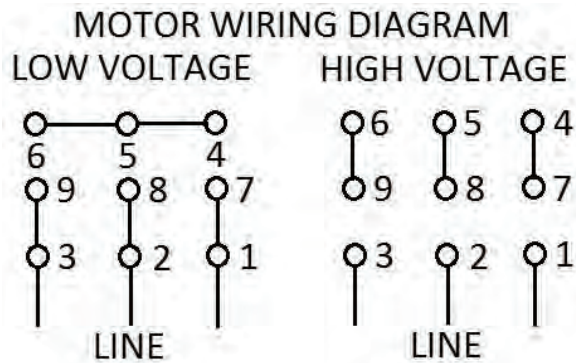 MOTOR WIRING DIAGRAM
LOW VOLTAGE HIGH VOLTAGE
6 5 4 6 5 4
9 8 7 9 8 7
3 2 1 3 2 1
LINE LINE